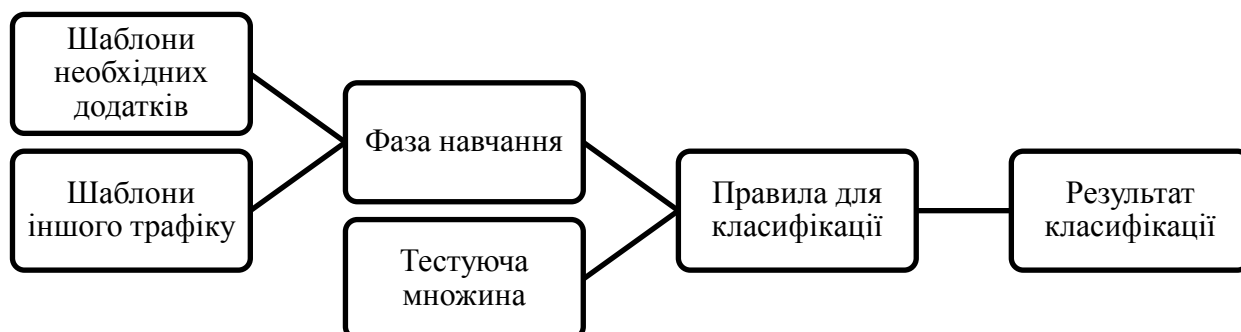 Шаблони
необхідних
додатків
Шаблони
іншого трафіку
Фаза навчання
Тестуюча
множина
Правила для
класифікації
Результат
класифікації